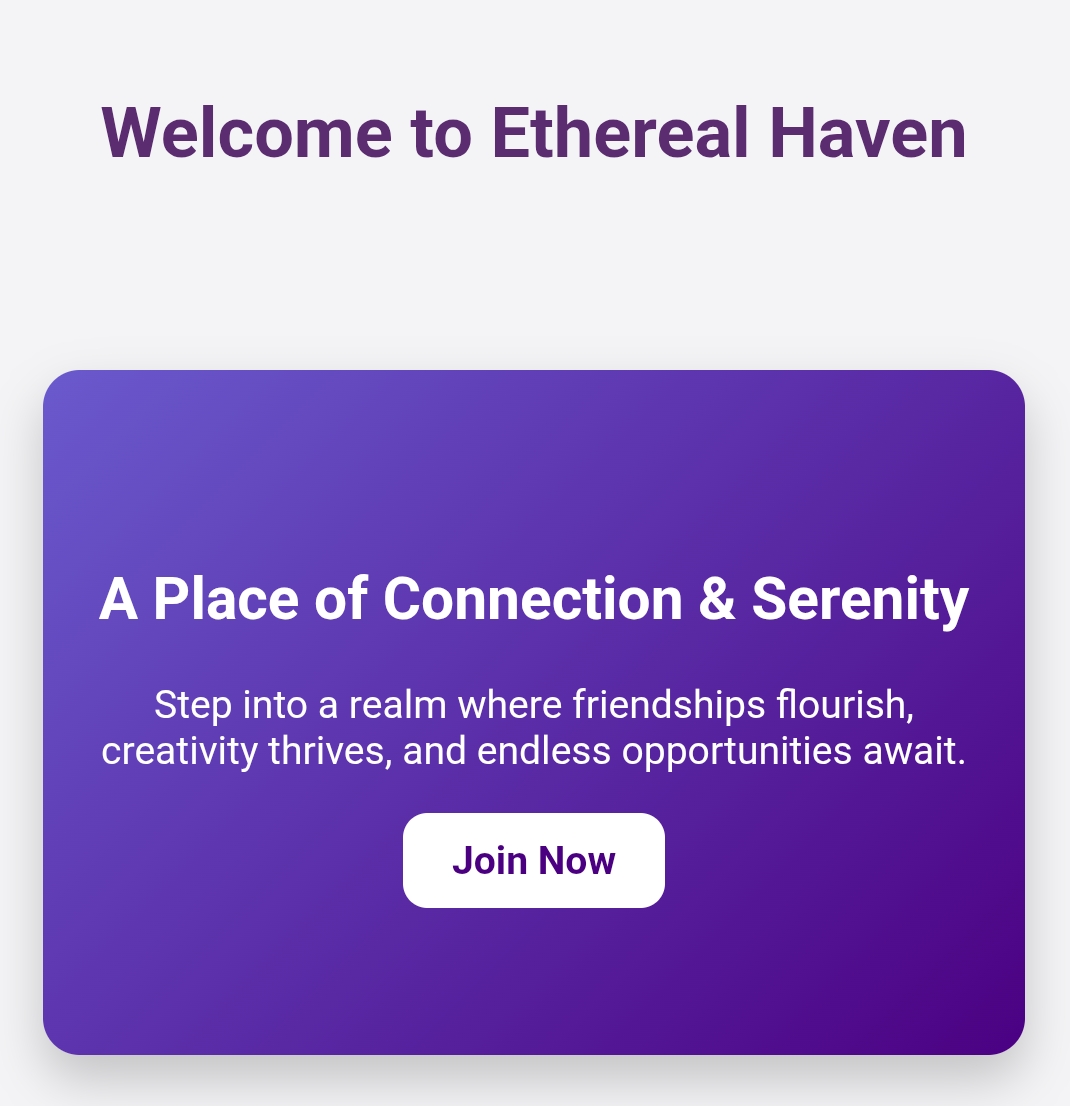 Welcome to Ethereal Haven
A Place of Connection & Serenity
Step into a realm where friendships flourish,
creativity thrives, and endless opportunities await.
Join Now